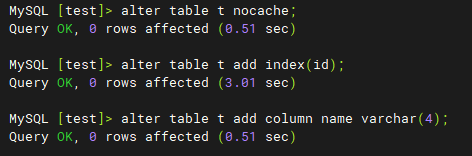 MySQL [test]> alter table t nocache;
Query OK, 0 rows affected (0.51 sec)
MySQL [test]> alter table t add index(id);
Query OK, 0 rows affected (3.01 sec)
MySQL [test]> alter table t add column name varchar(4);
Query OK, 0 rows affected (0.51 sec)